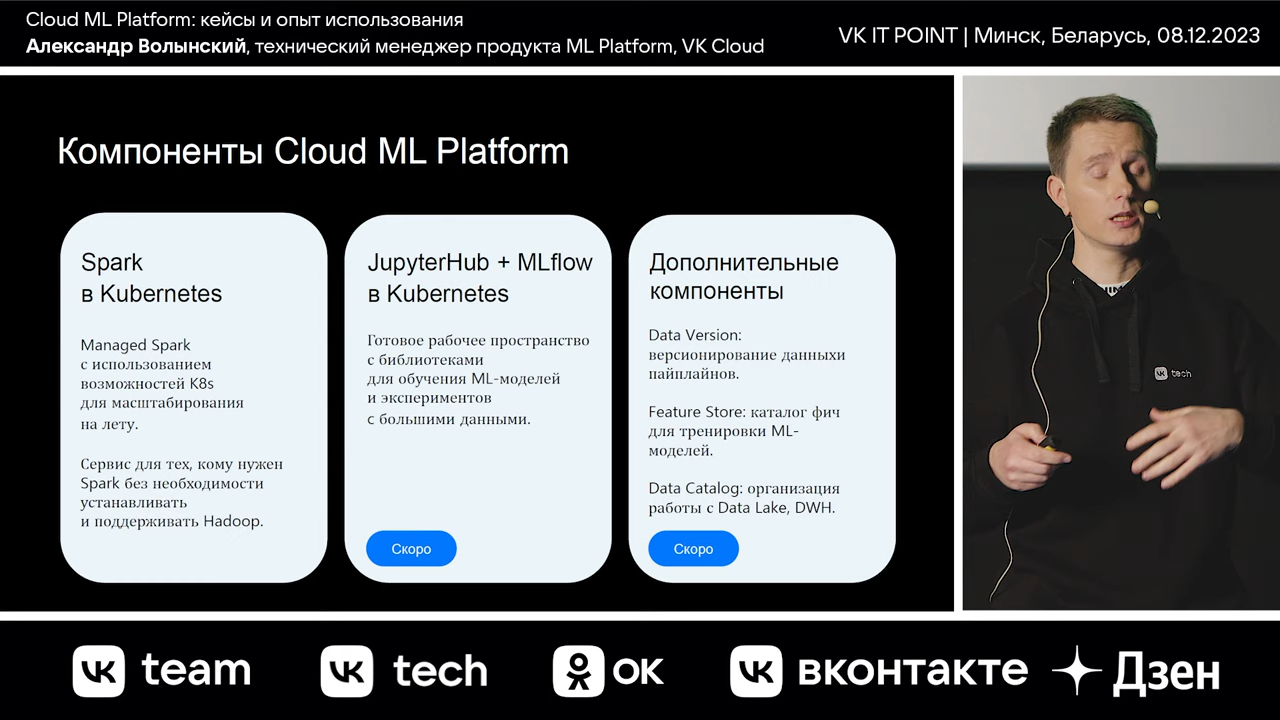 Cloud ML Platform: кейсы и опыт использования
Александр Волынский, технический менеджер продукта ML Platform, VK Cloud
VK IT POINT | Минск, Беларусь, 08.12.2023
Компоненты Cloud ML Platform
Spark
в Kubernetes
Managed Spark
с использованием
возможностей K8s
для масштабирования
на лету.
Сервис для тех, кому нужен
Spark без необходимости
устанавливать
и поддерживать Hadoop.
JupyterHub + MLflow
в Kubernetes
Готовое рабочее пространство
с библиотеками
для обучения ML-моделей
и экспериментов
с большими данными.
Скоро
Дополнительные
компоненты
Data Version:
версионирование данныхи
пайплайнов.
Feature Store: каталог фич
для тренировки ML-
моделей.
Data Catalog: организация
работы с Data Lake, DWH.
Скоро
VK tech
VK team
VK tech
OK
VK вконтакте
Дзен